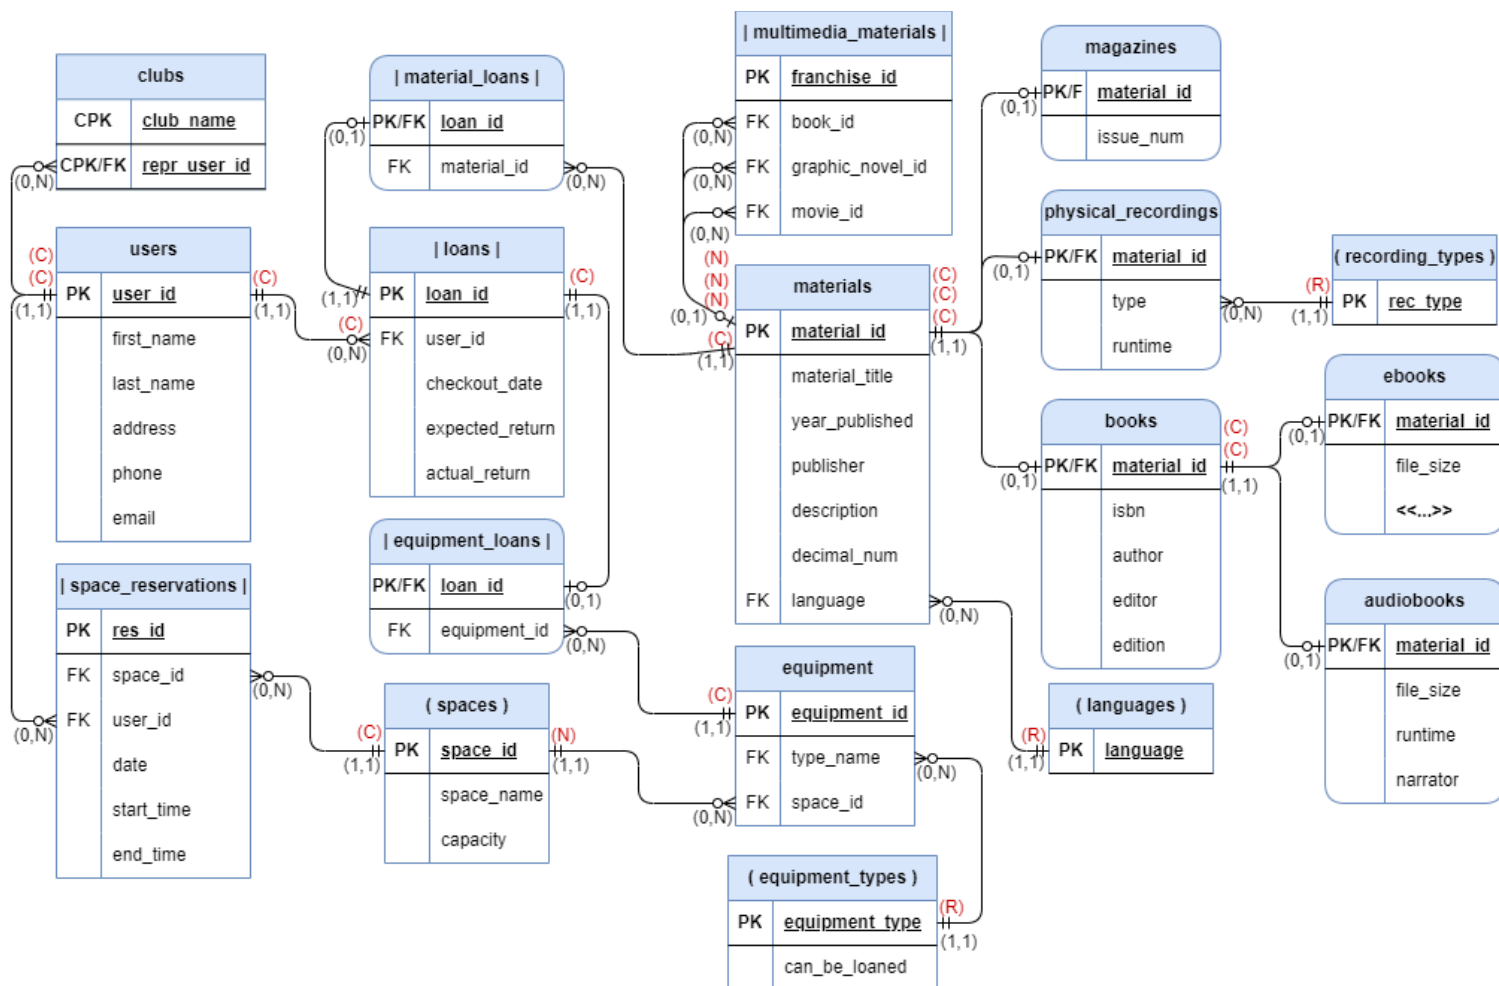 clubs
CPK club_name
CPK/FK repr_user_id
(0,N)
users
(C)
(C)
(C)
PK user_id
(1,1)
(1,1)
first_name
last_name
address
phone
email
| space_reservations |
PK res_id
FK space_id
(0,N)
FK user_id
(0,N)
date
start_time
end_time
| material_loans |
PK/FK loan_id
(0,1)
FK material_id
(0,N)
| loans |
(C)
PK loan_id
(1,1)
(1,1)
(C)
FK user_id
(0,N)
checkout_date
expected_return
actual_return
| equipment_loans |
PK/FK loan_id
(0,1)
FK equipment_id
(0,N)
( spaces )
(C)
(N)
PK space_id
(1,1)
(1,1)
space_name
capacity
| multimedia_materials |
PK franchise_id
FK book_id
(0,N)
FK graphic_novel_id
(0,N)
FK movie_id
(0,N)
(N)
(N)
(N)
materials
(C)
(C)
(C)
(0,1)
PK material_id
(C)
(1,1)
(1,1)
material_title
year_published
publisher
description
decimal_num
FK language
(0,N)
equipment
(C)
PK equipment_id
(1,1)
FK type_name
(0,N)
FK space_id
(0,N)
( equipment_types )
(R)
PK equipment_type
(1,1)
can_be_loaned
magazines
PK/F material_id
(0,1)
issue_num
physical_recordings
PK/FK material_id
(0,1)
type
(0,N)
runtime
( recording_types )
(R)
PK rec_type
(1,1)
books
(C)
(C)
PK/FK material_id
(0,1)
(1,1)
isbn
author
editor
edition
( languages )
(R)
PK language
(1,1)
ebooks
PK/FK material_id
(0,1)
file_size
<<...>>
audiobooks
PK/FK material_id
(0,1)
file_size
runtime
narrator